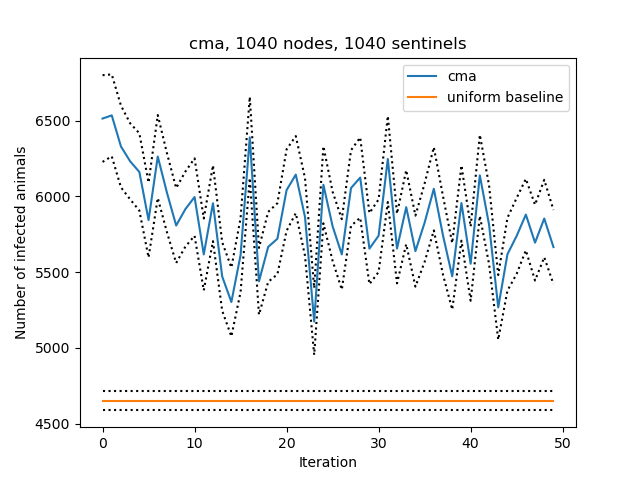 cma, 1040 nodes, 1040 sentinels
cma
uniform baseline
Number of infected animals
6500
6000
5500
5000
4500
0 10 20 30 40 50
Iteration